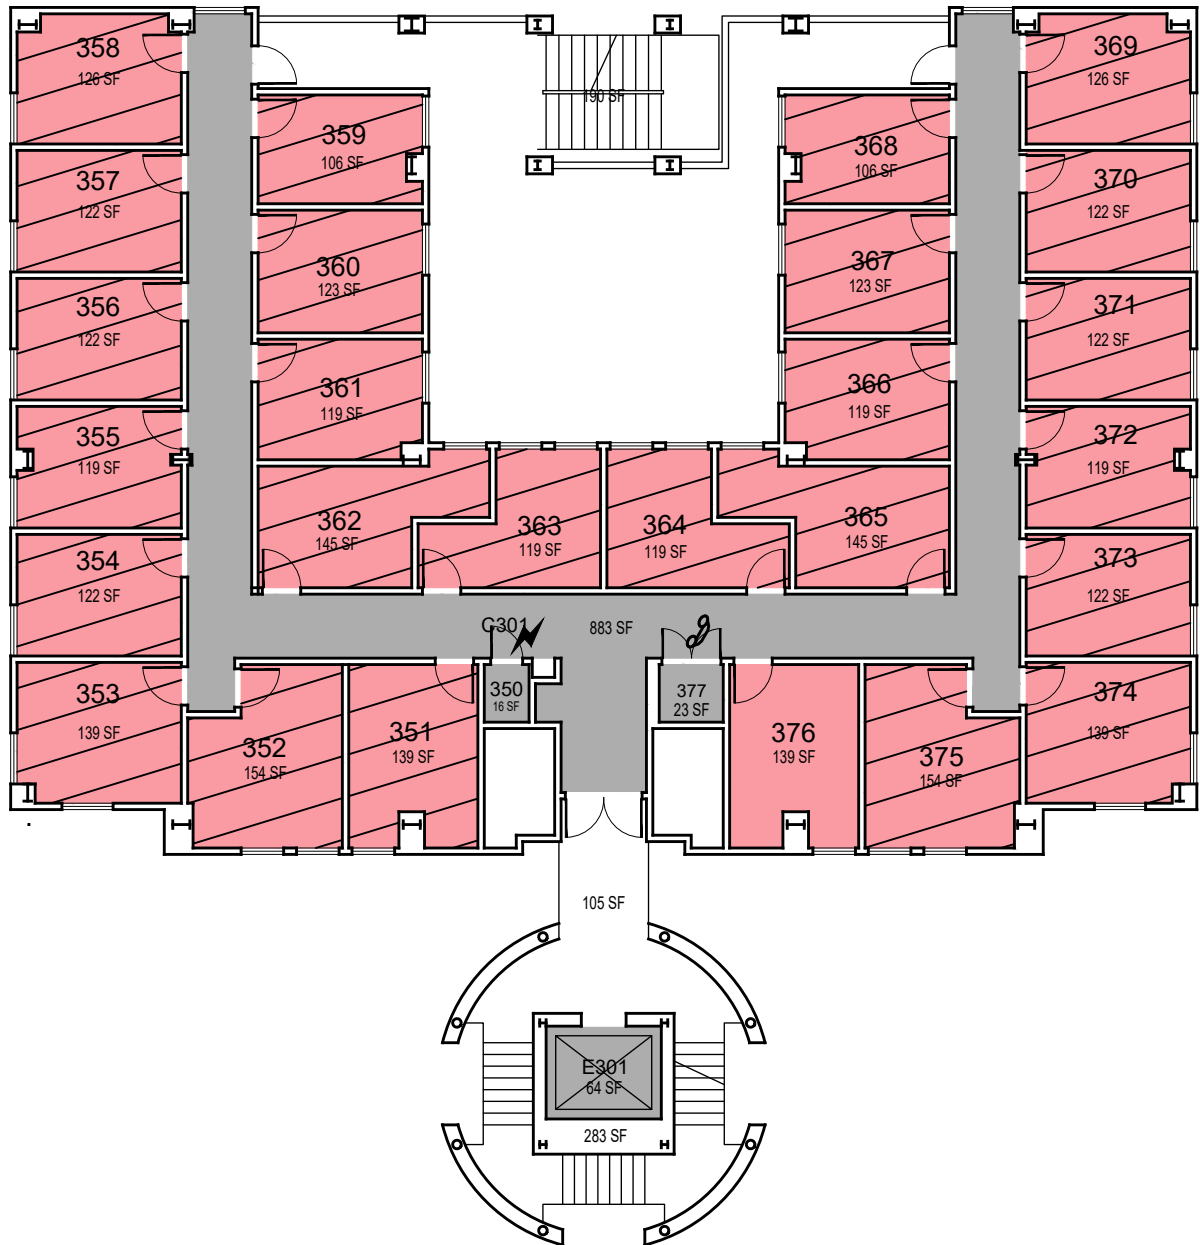 358
126 SF
190 SF
369
126 SF
359
106 SF
368
106 SF
357
122 SF
370
122 SF
360
123 SF
367
123 SF
356
122 SF
371
122 SF
361
119 SF
366
119 SF
355
119 SF
372
119 SF
362
145 SF
363
119 SF
364
119 SF
365
145 SF
354
122 SF
373
122 SF
C301
883 SF
353
139 SF
352
154 SF
351
139 SF
350
16 SF
377
23 SF
376
139 SF
375
154 SF
374
139 SF
105 SF
E301
64 SF
283 SF